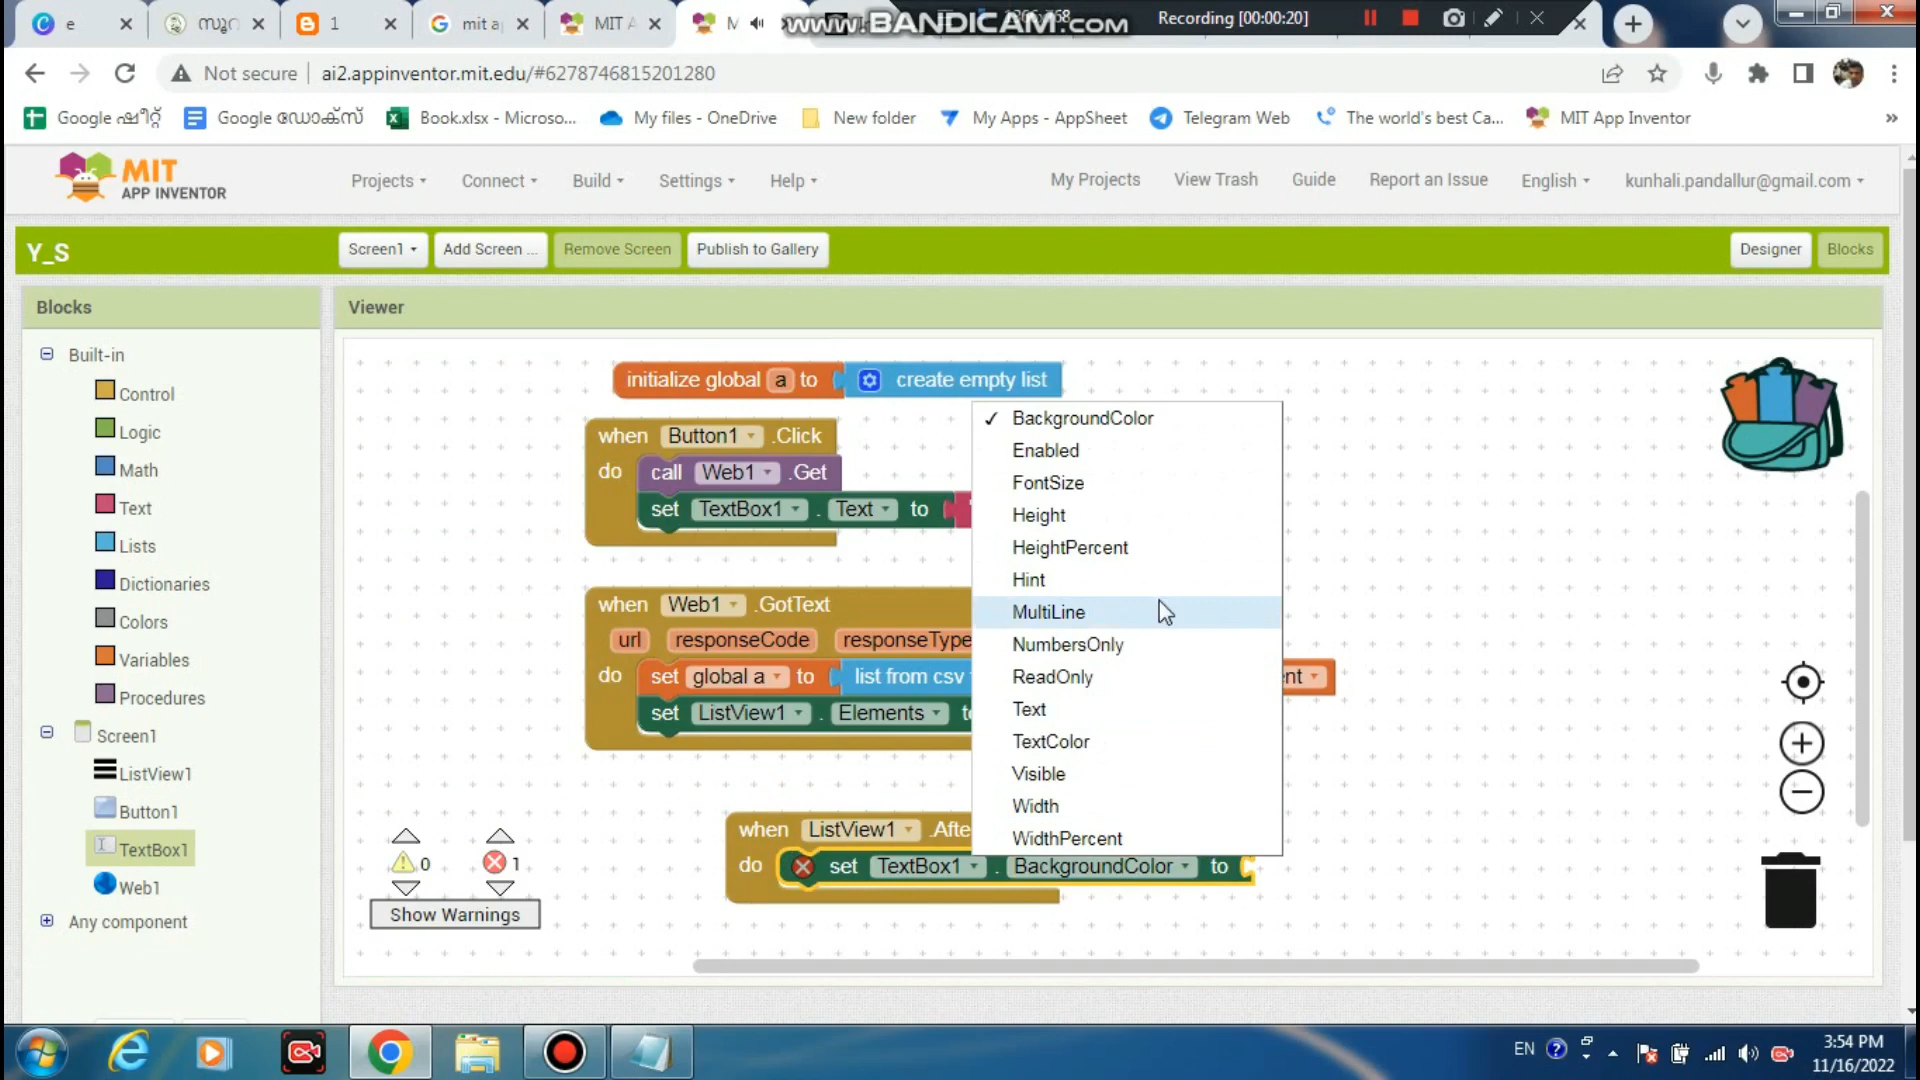 e
സൂറ
1
mit a
MIT A
M
www.BANDICAM.com
Recording [00:00:20]
Not secure
ai2.appinventor.mit.edu/#6278746815201280
Google ഷീറ്റ്
Google ഡോക്സ്
Book.xlsx - Microso...
My files - OneDrive
New folder
My Apps - AppSheet
Telegram Web
The world's best Ca...
MIT App Inventor
»
MIT
APP INVENTOR
Projects
Connect
Build
Settings
Help
My Projects
View Trash
Guide
Report an Issue
English
kunhali.pandallur@gmail.com
Y_S
Screen1
Add Screen ...
Remove Screen
Publish to Gallery
Designer
Blocks
Blocks
Viewer
Built-in
Control
Logic
Math
Text
Lists
Dictionaries
Colors
Variables
Procedures
Screen1
ListView1
Button1
TextBox1
Web1
Any component
initialize global a to create empty list
when Button1 .Click
do call Web1 .Get
set TextBox1 . Text to
when Web1 .GotText
url responseCode responseType
do set global a to list from csv
nt
set ListView1 . Elements to
when ListView1 .Afte
do set TextBox1 . BackgroundColor to
✓ BackgroundColor
Enabled
FontSize
Height
HeightPercent
Hint
MultiLine
NumbersOnly
ReadOnly
Text
TextColor
Visible
Width
WidthPercent
0
1
Show Warnings
EN
3:54 PM
11/16/2022